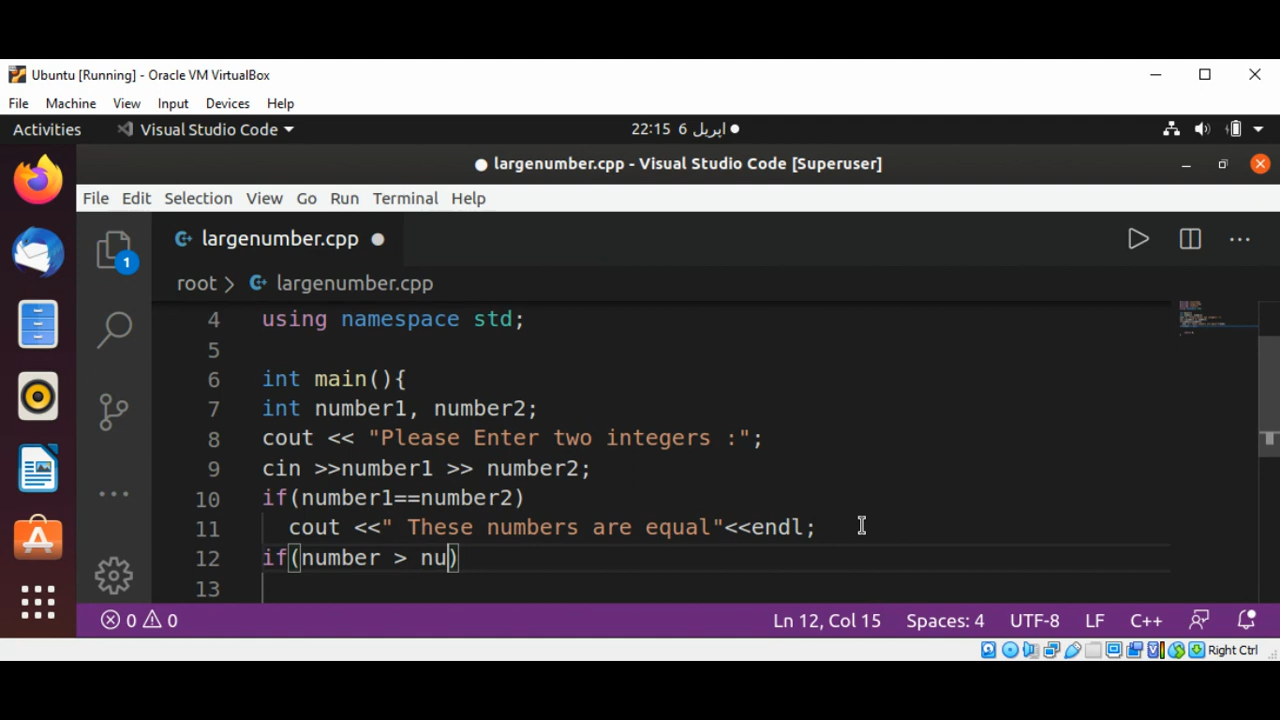 Ubuntu [Running] - Oracle VM VirtualBox
File Machine View Input Devices Help
Activities Visual Studio Code 22:15 6 اپریل
largenumber.cpp - Visual Studio Code [Superuser]
File Edit Selection View Go Run Terminal Help
largenumber.cpp
root > largenumber.cpp
4 using namespace std;
5
6 int main(){
7 int number1, number2;
8 cout << "Please Enter two integers :";
9 cin >>number1 >> number2;
10 if(number1==number2)
11 cout <<" These numbers are equal"<<endl;
12 if(number > nu)
13
1
0 0 Ln 12, Col 15 Spaces: 4 UTF-8 LF C++
Right Ctrl